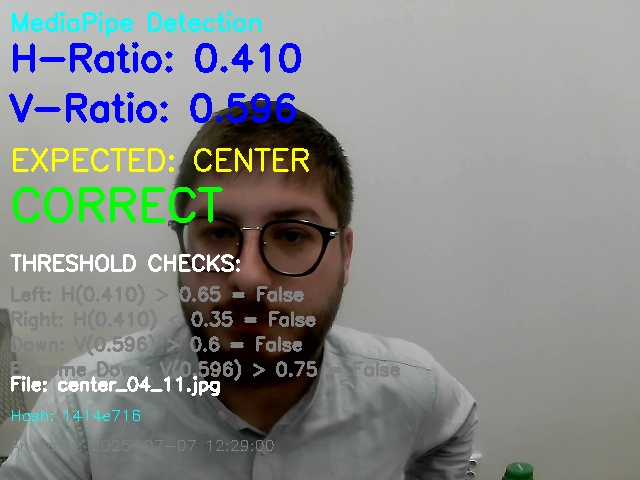 MediaPipe Detection
H-Ratio: 0.410
V-Ratio: 0.596
EXPECTED: CENTER
CORRECT
THRESHOLD CHECKS:
Left: H(0.410) > 0.65 = False
Right: H(0.410) < 0.35 = False
Down: V(0.596) > 0.6 = False
Extreme Down: V(0.596) > 0.75 = False
File: center_04_11.jpg
Hash: 1414e716
2025-07-07 12:29:00